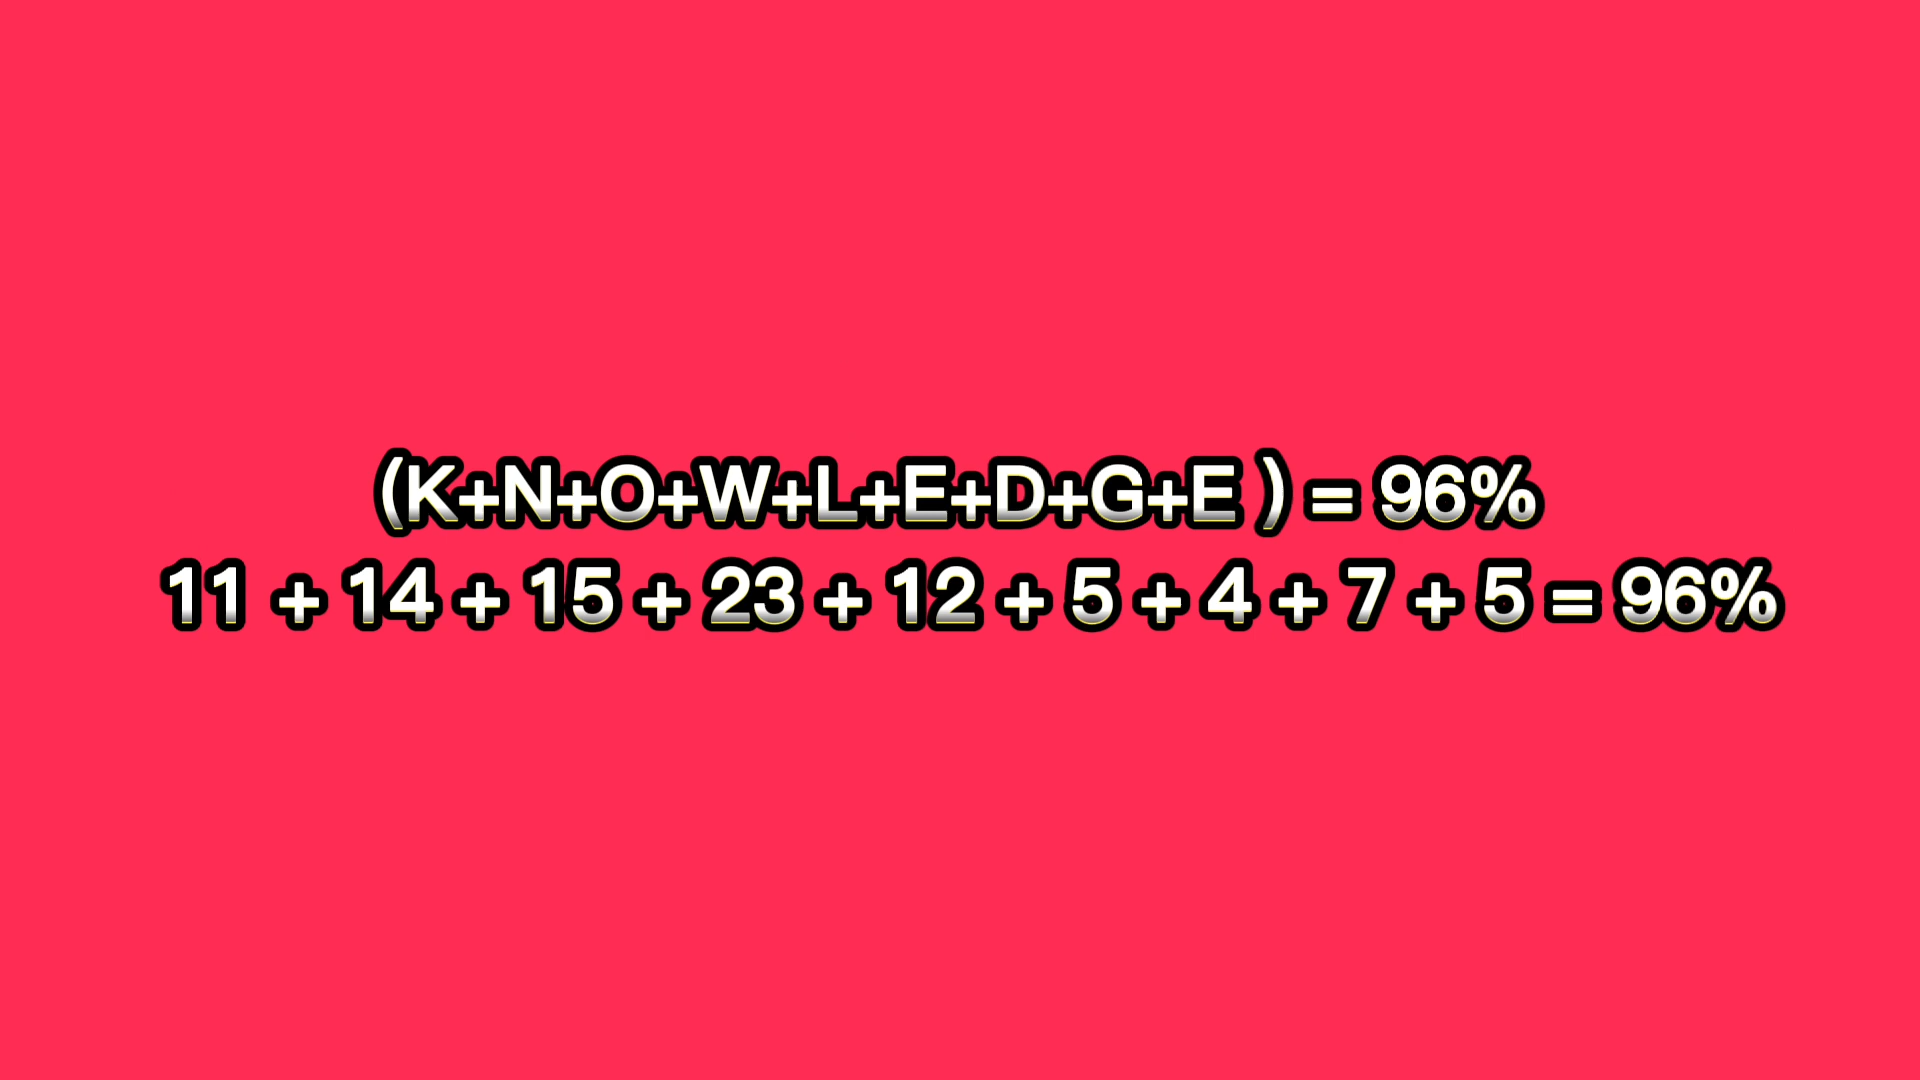 (K+N+O+W+L+E+D+G+E ) = 96%
11 + 14 + 15 + 23 + 12 + 5 + 4 + 7 + 5 = 96%